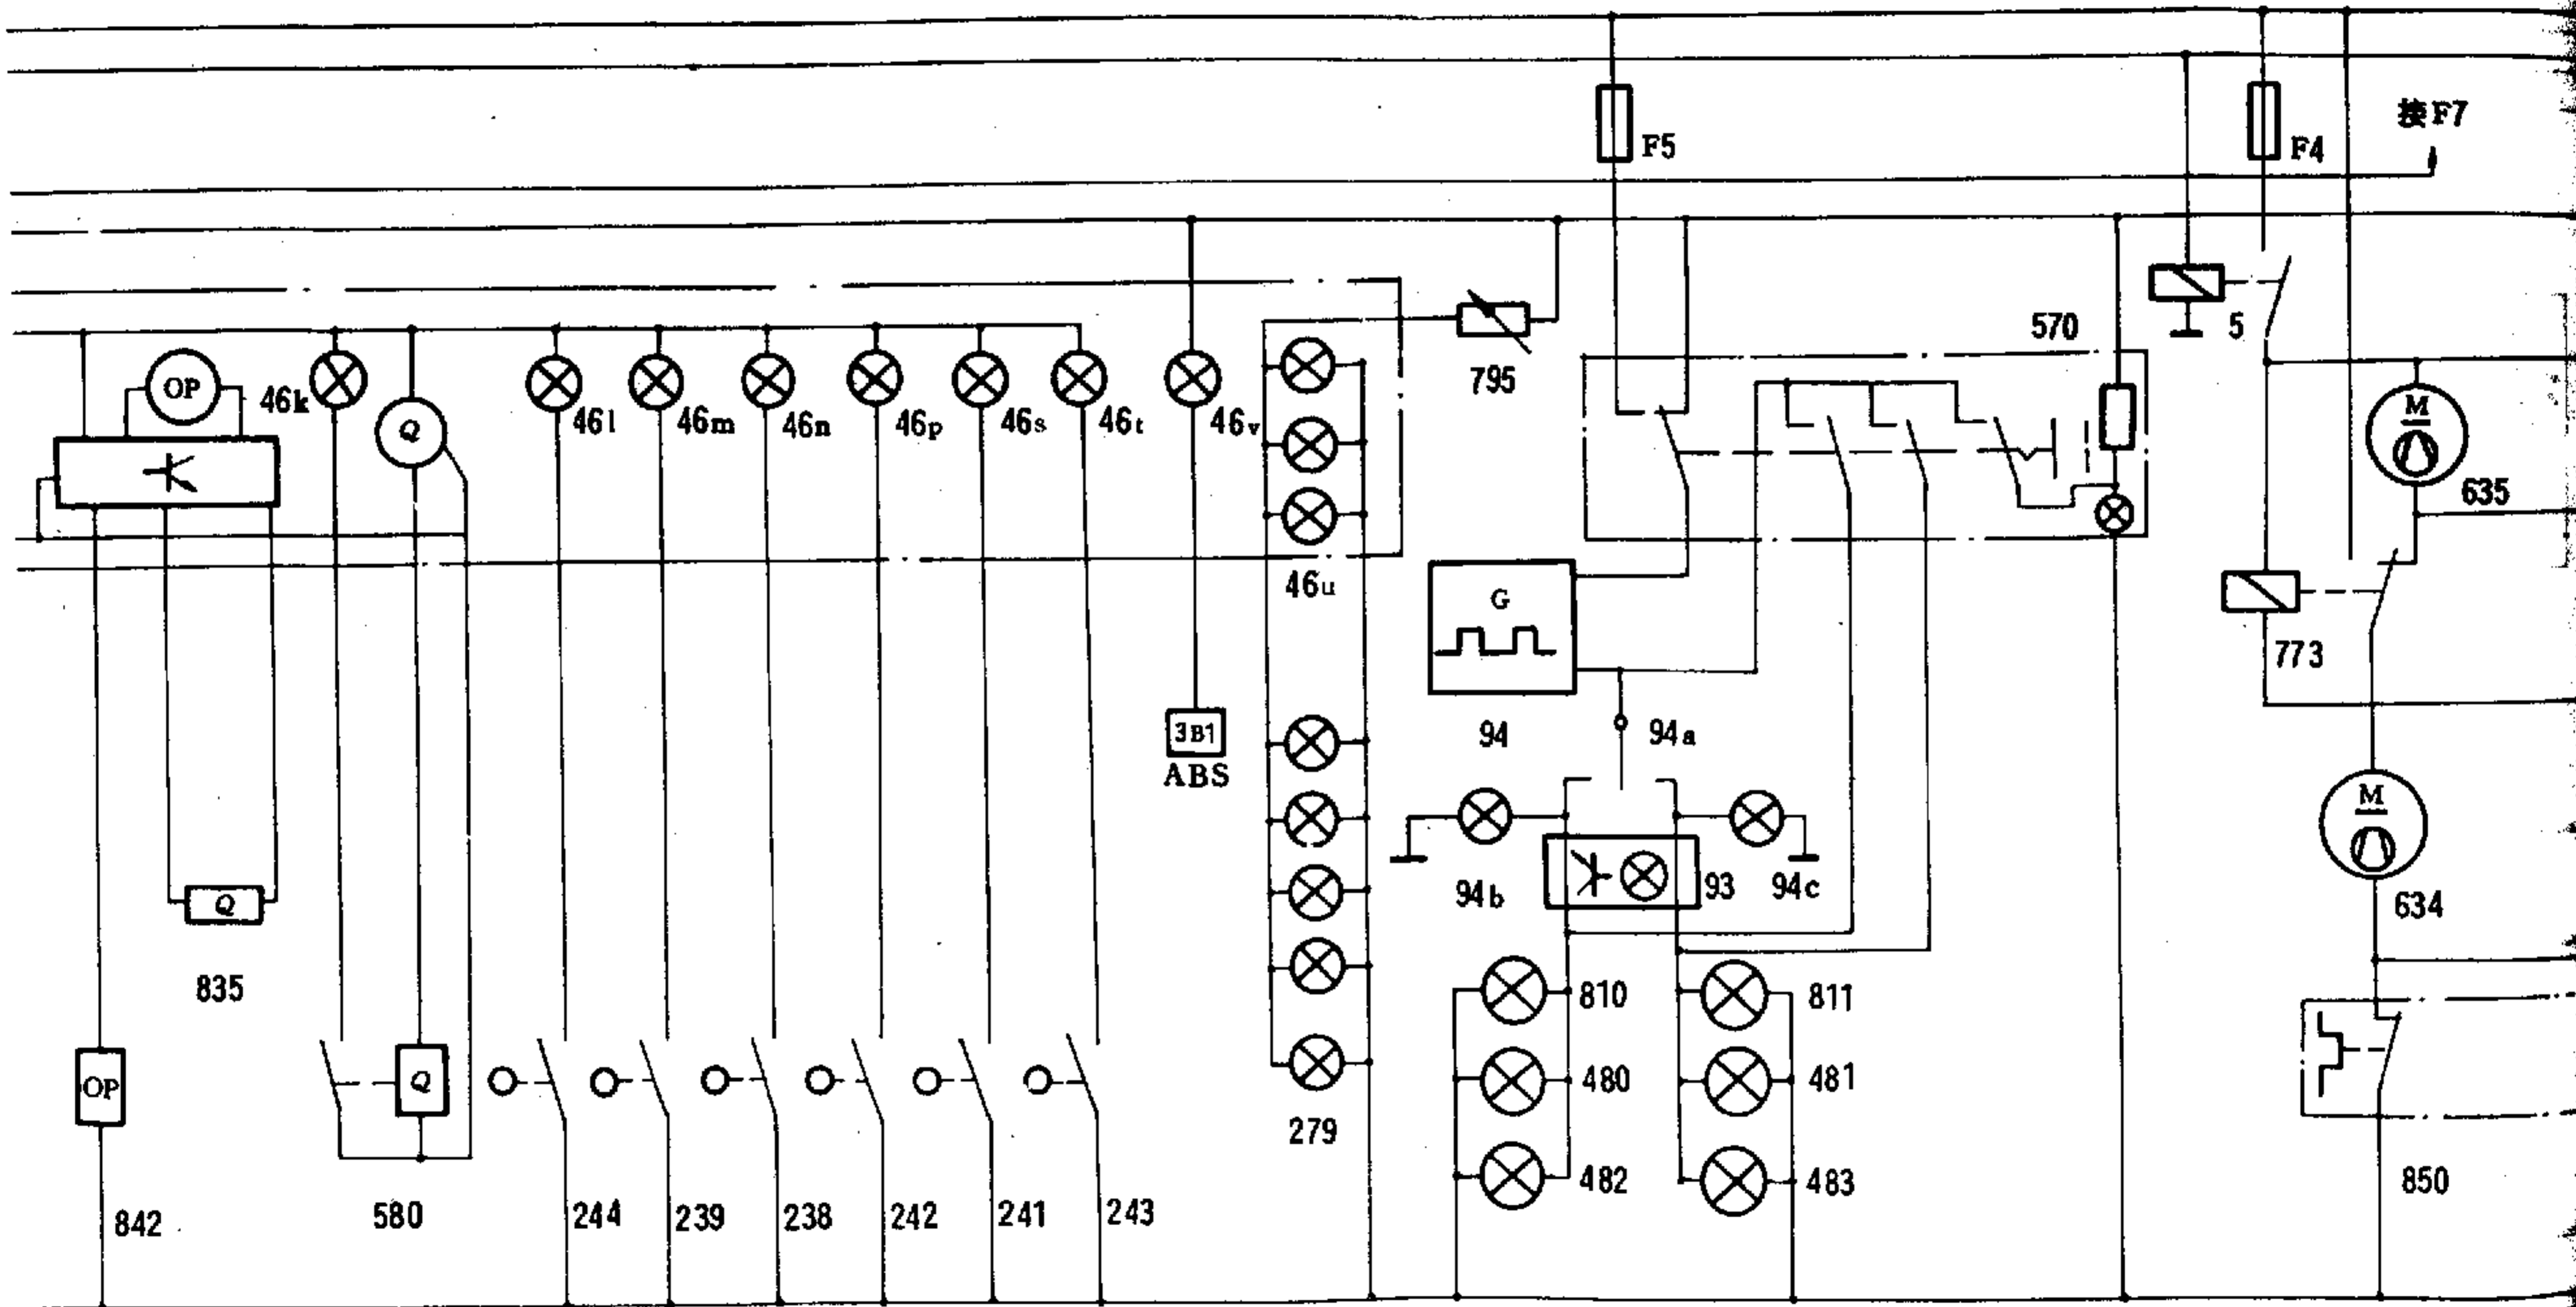 F5
F4
接F7
5
570
795
OP
46k
Q
46l
46m
46n
46p
46s
46t
46v
46u
M
635
G
94
94a
773
3B1
ABS
M
634
94b
93
94c
Q
835
810
811
OP
Q
480
481
279
482
483
850
842
580
244
239
238
242
241
243